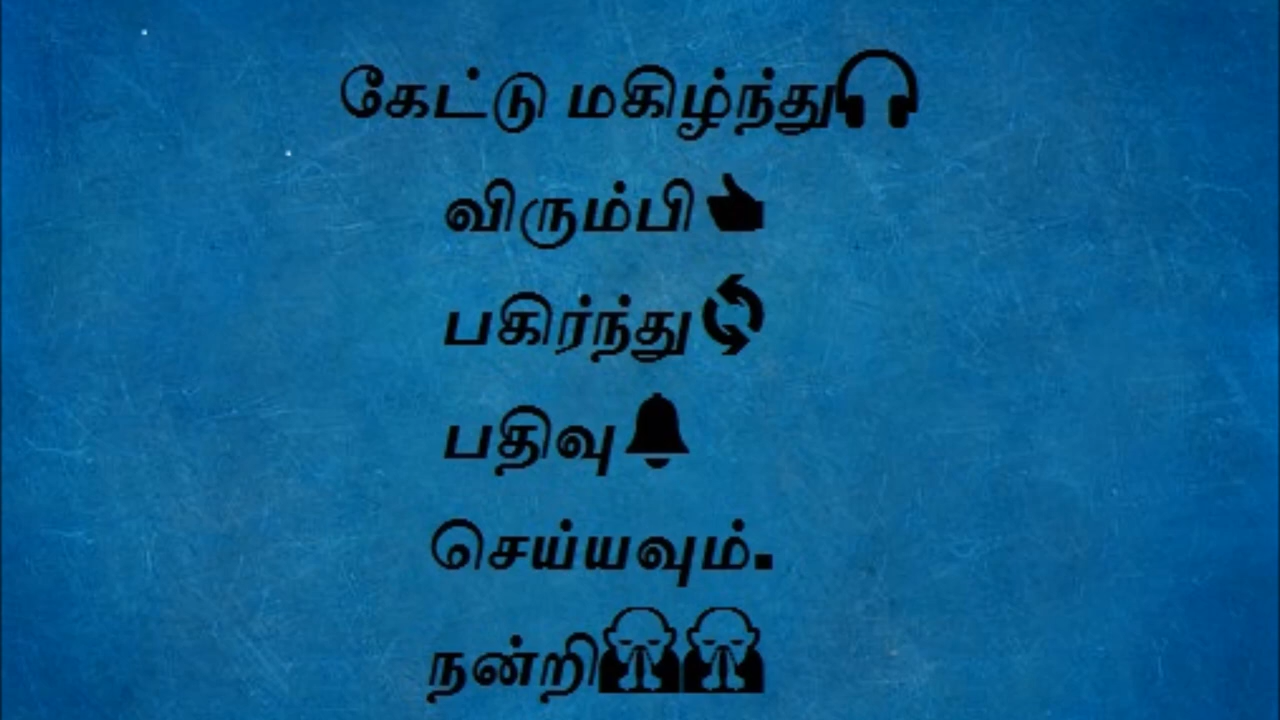 கேட்டு மகிழ்ந்து🎧
விரும்பி👍
பகிர்ந்து🔄
பதிவு🔔
செய்யவும்.
நன்றி🙏🙏